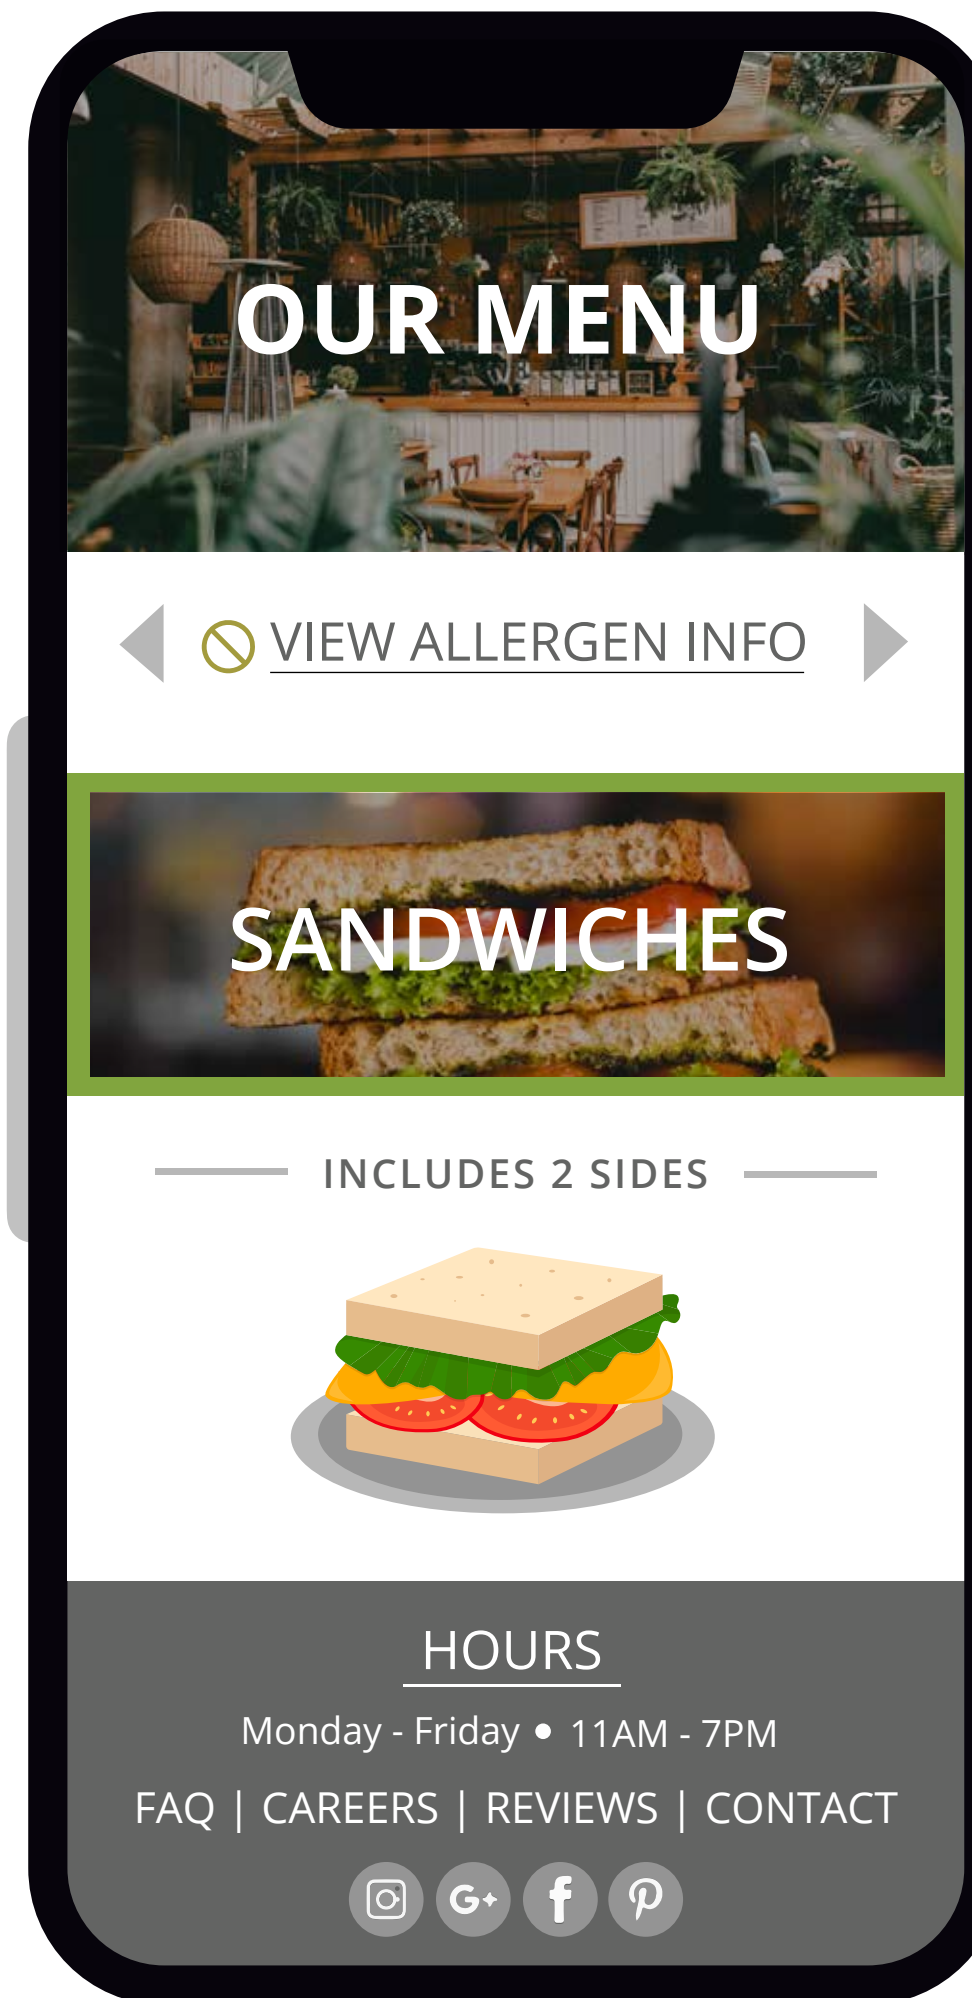 OUR MENU
VIEW ALLERGEN INFO
SANDWICHES
INCLUDES 2 SIDES
HOURS
Monday - Friday • 11AM - 7PM
FAQ | CAREERS | REVIEWS | CONTACT
G+